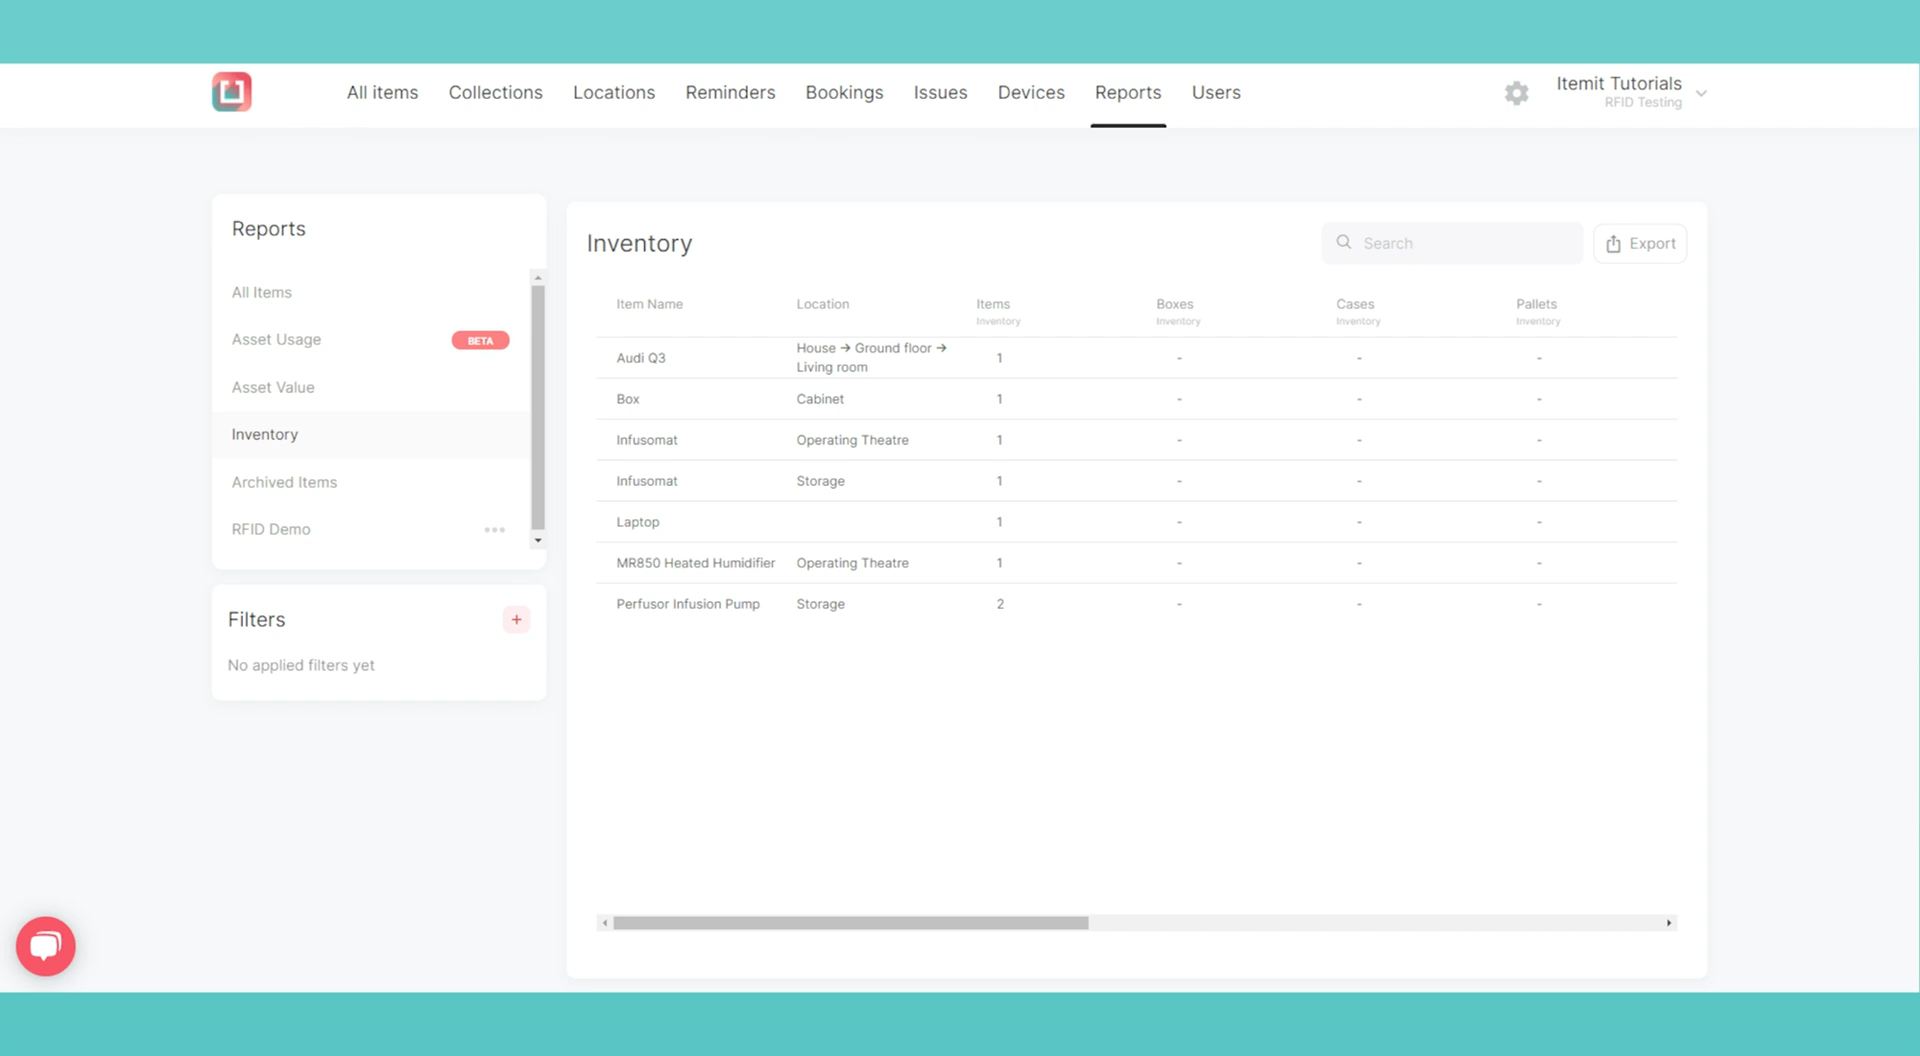 All items Collections Locations Reminders Bookings Issues Devices Reports Users
Itemit Tutorials
RFID Testing
Reports
All Items
Asset Usage BETA
Asset Value
Inventory
Archived Items
RFID Demo
Filters
+
No applied filters yet
Inventory
Search
Export
Item Name Location Items Boxes Cases Pallets
Inventory Inventory Inventory Inventory
Audi Q3 House → Ground floor → Living room 1 - - -
Box Cabinet 1 - - -
Infusomat Operating Theatre 1 - - -
Infusomat Storage 1 - - -
Laptop 1 - - -
MR850 Heated Humidifier Operating Theatre 1 - - -
Perfusor Infusion Pump Storage 2 - - -